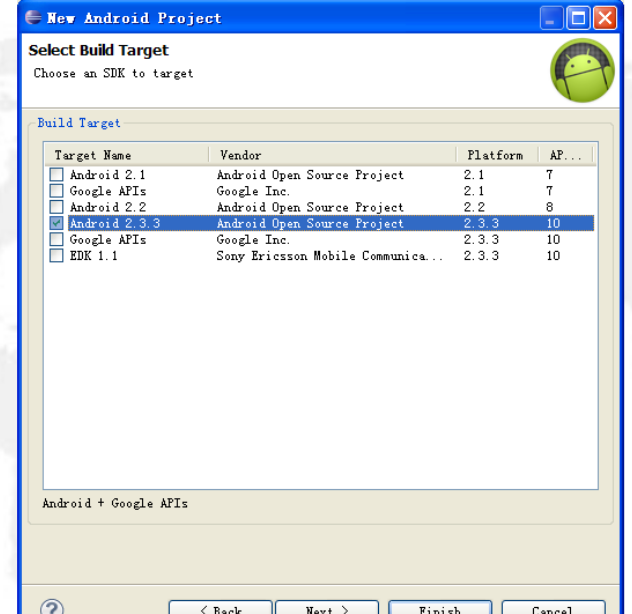 New Android Project
Select Build Target
Choose an SDK to target
Build Target
Target Name Vendor Platform AP...
Android 2.1 Android Open Source Project 2.1 7
Google APIs Google Inc. 2.1 7
Android 2.2 Android Open Source Project 2.2 8
Android 2.3.3 Android Open Source Project 2.3.3 10
Google APIs Google Inc. 2.3.3 10
EDK 1.1 Sony Ericsson Mobile Communica... 2.3.3 10
Android + Google APIs
? < Back Next > Finish Cancel